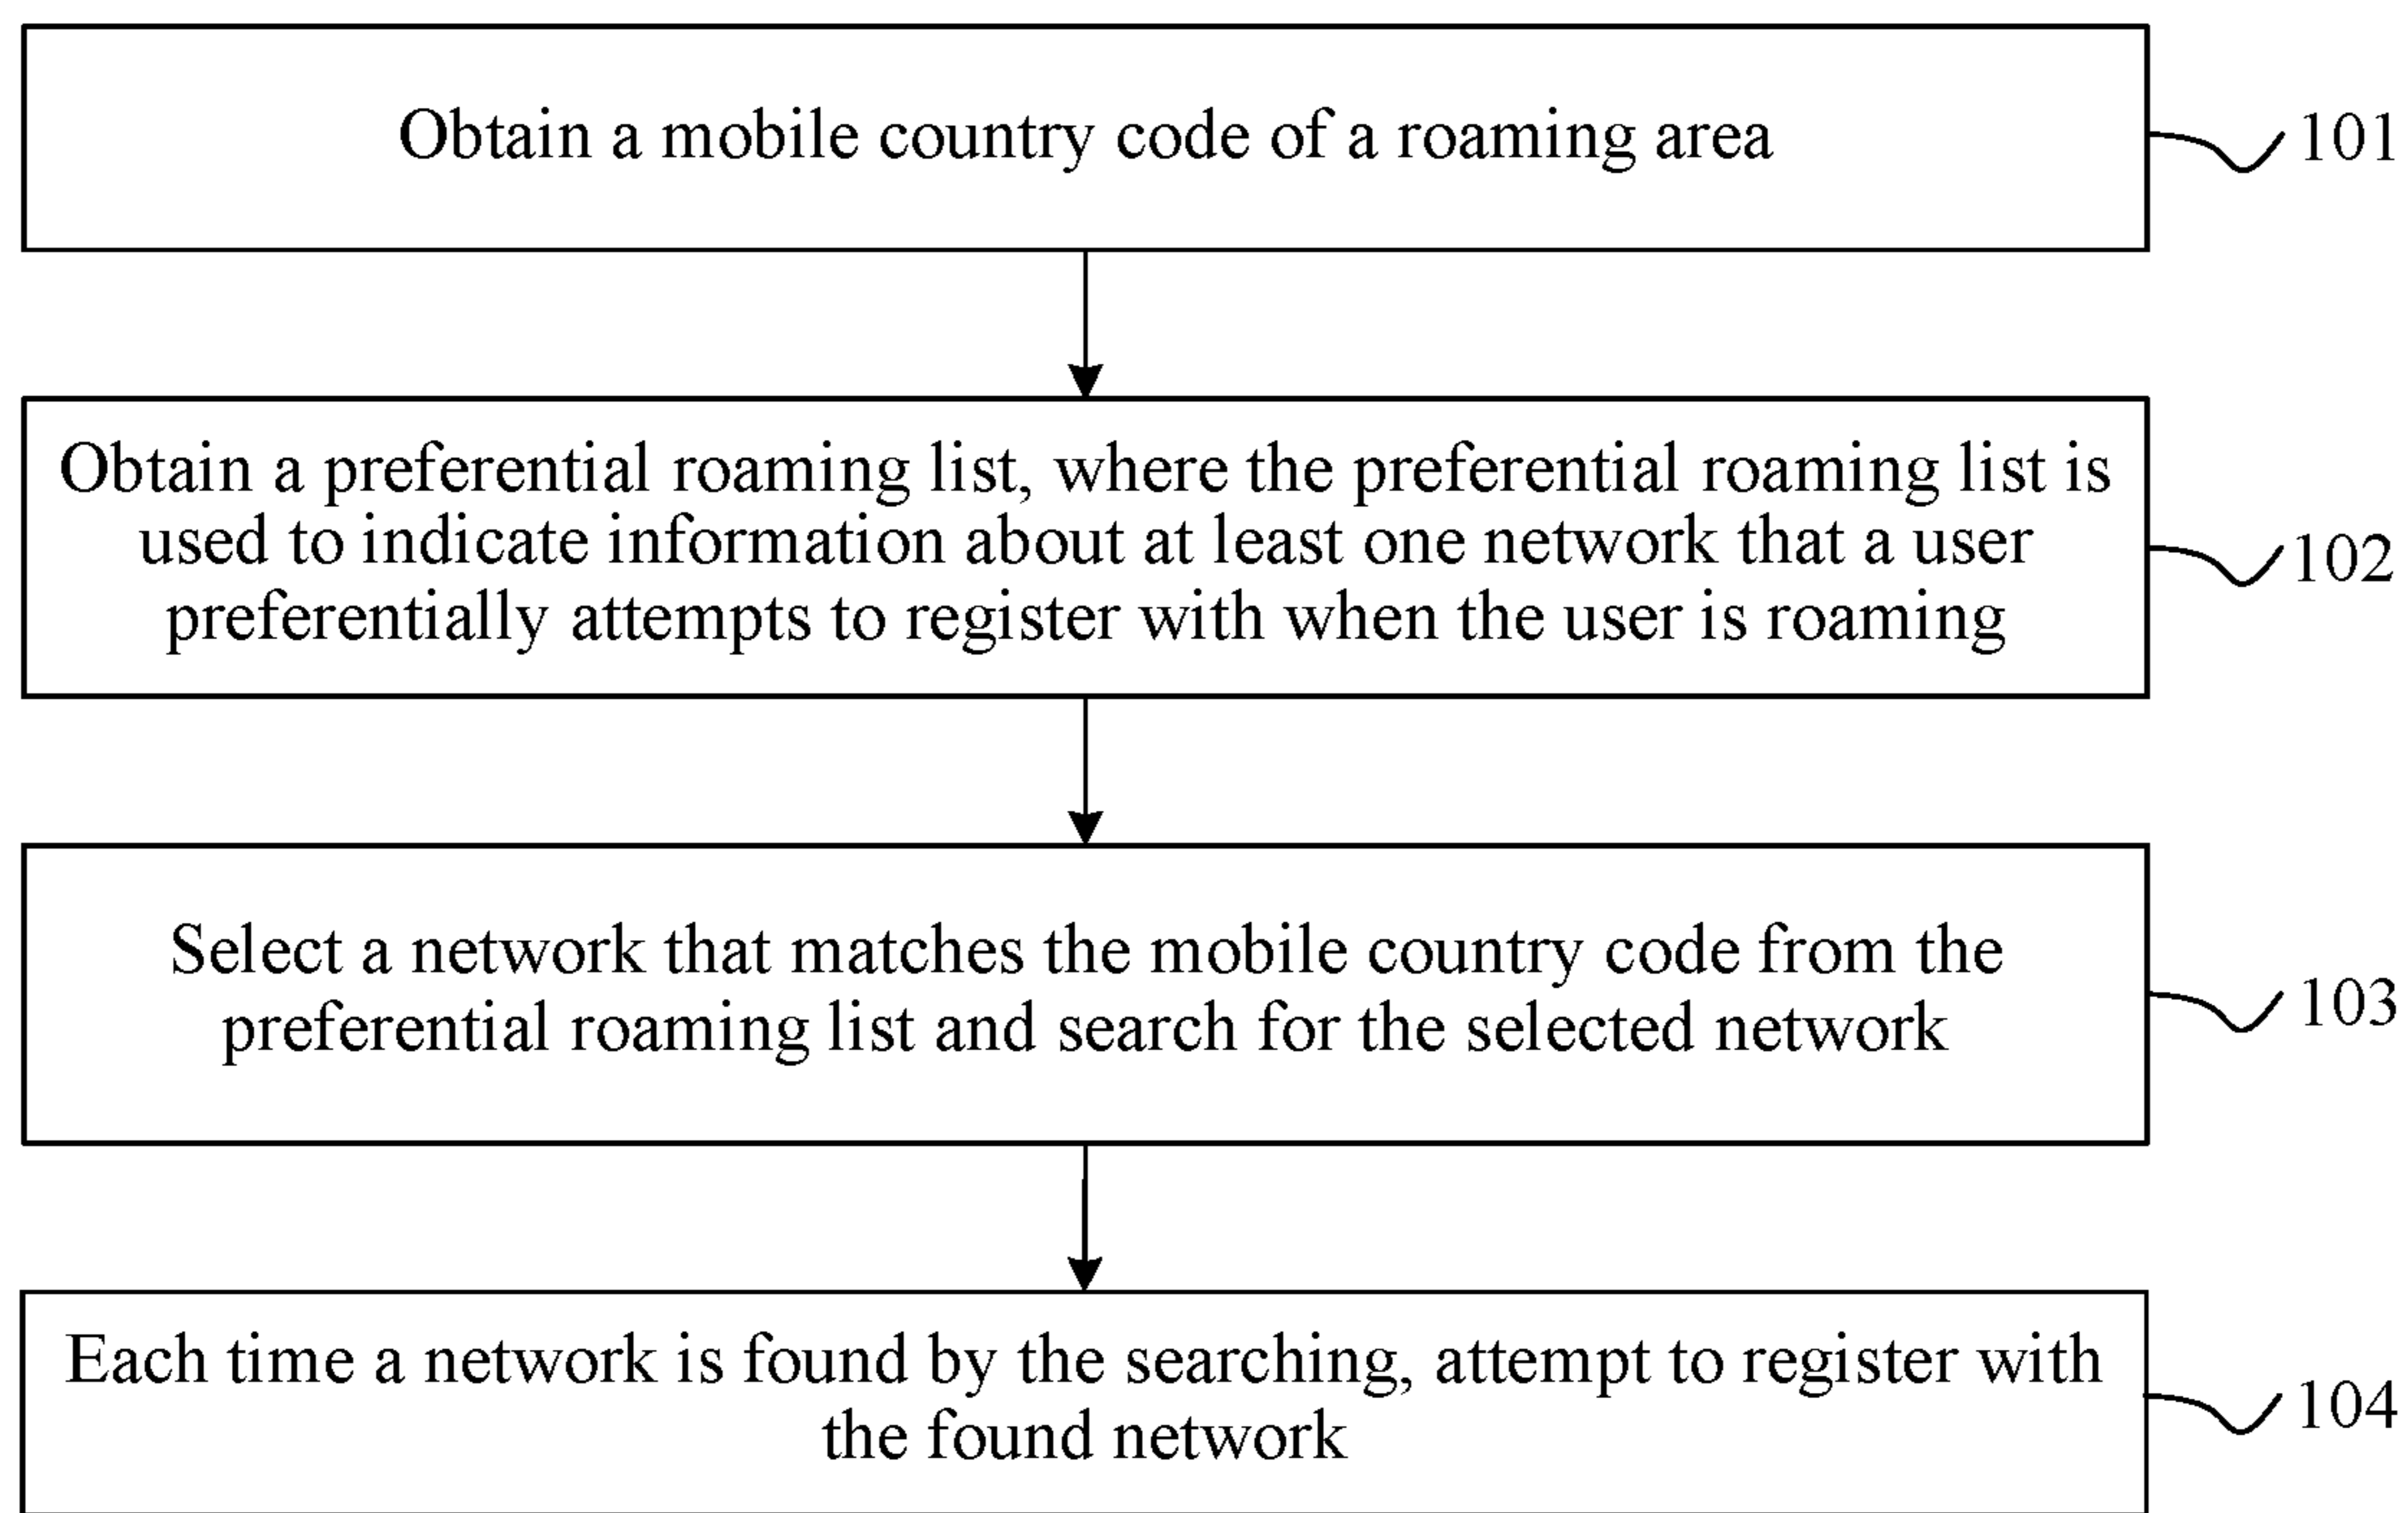 Obtain a mobile country code of a roaming area
101
Obtain a preferential roaming list, where the preferential roaming list is
used to indicate information about at least one network that a user
preferentially attempts to register with when the user is roaming
102
Select a network that matches the mobile country code from the
preferential roaming list and search for the selected network
103
Each time a network is found by the searching, attempt to register with
the found network
104